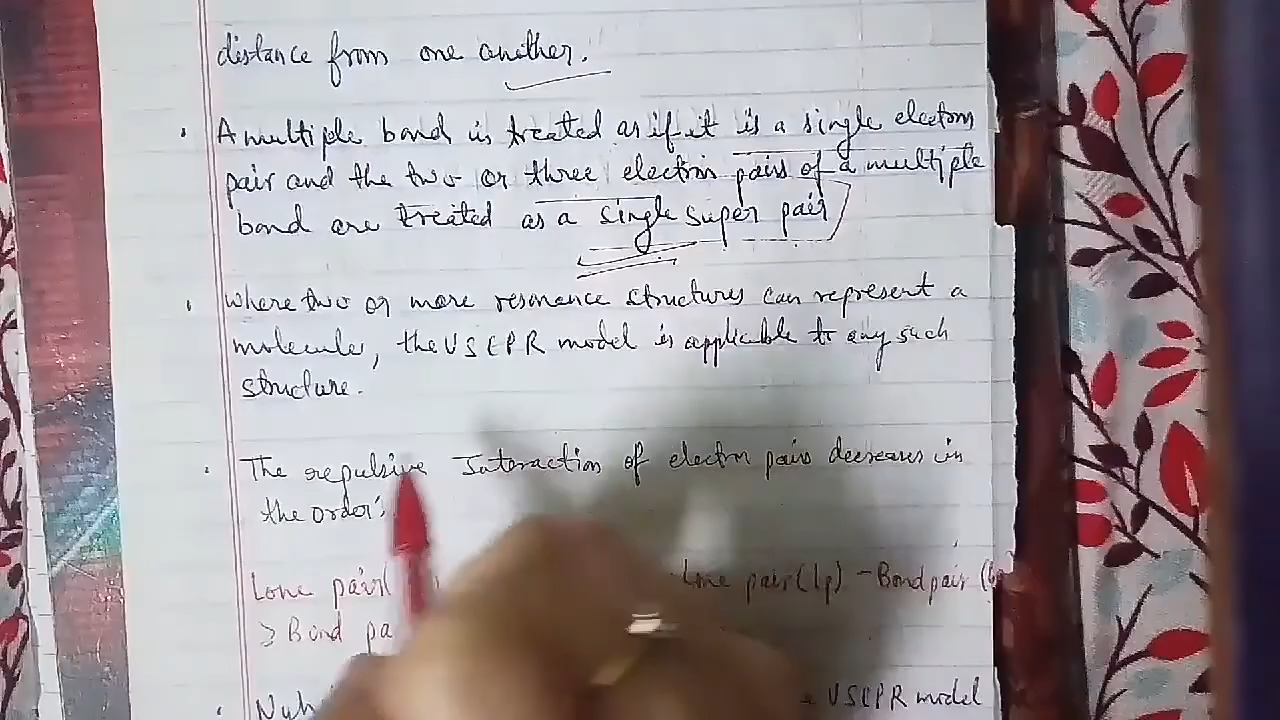 distance from one another.
• A multiple bond is treated as if it is a single electron
pair and the two or three electron pairs of a multiple
bond are treated as a single super pair
• Where two or more resonance structures can represent a
molecules, the VSEPR model is applicable to any such
structure.
• The repulsive Interaction of electron pairs decreases in
the order:
Lone pair( Lone pair (lp) - Bond pair
≥ Bond pa
• VSEPR model